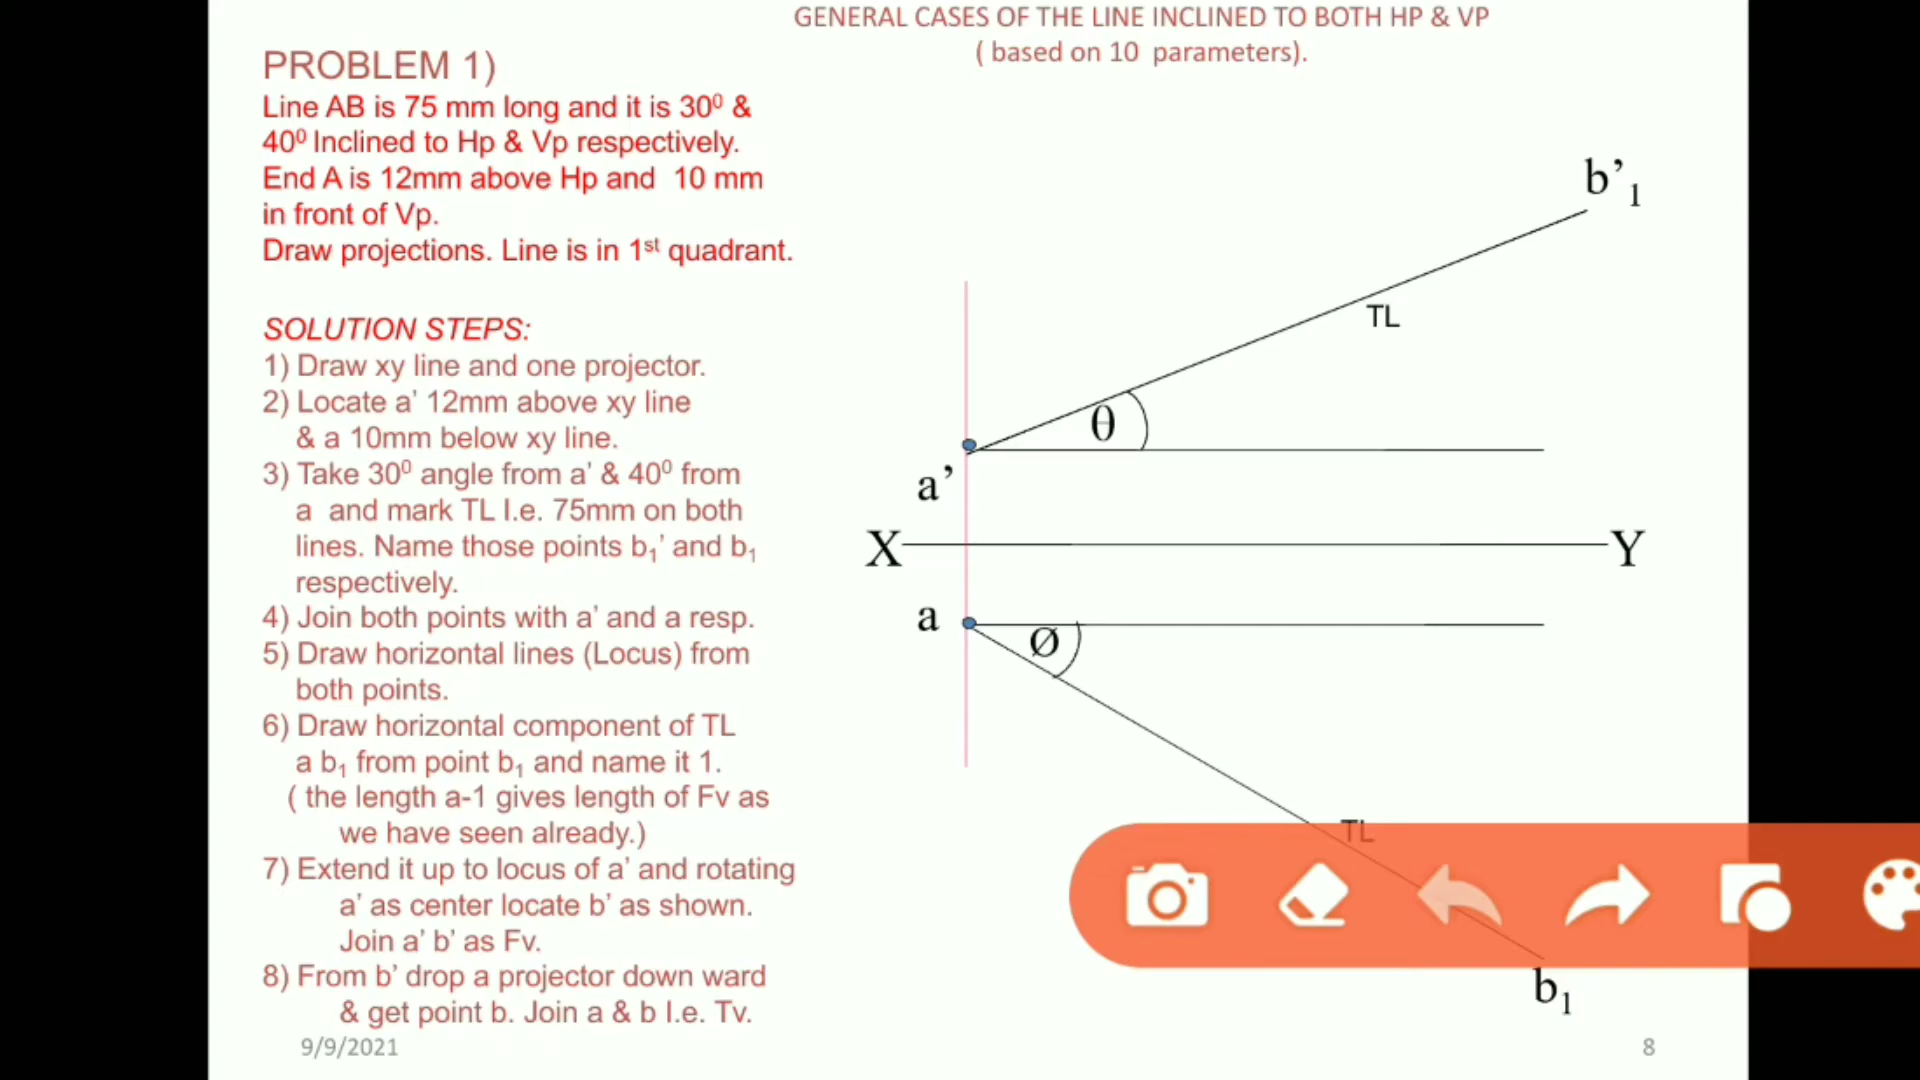 GENERAL CASES OF THE LINE INCLINED TO BOTH HP & VP
( based on 10 parameters).
PROBLEM 1)
Line AB is 75 mm long and it is 30⁰ &
40⁰ Inclined to Hp & Vp respectively.
End A is 12mm above Hp and 10 mm
in front of Vp.
Draw projections. Line is in 1ˢᵗ quadrant.
SOLUTION STEPS:
1) Draw xy line and one projector.
2) Locate a’ 12mm above xy line
& a 10mm below xy line.
3) Take 30⁰ angle from a’ & 40⁰ from
a and mark TL I.e. 75mm on both
lines. Name those points b₁’ and b₁
respectively.
4) Join both points with a’ and a resp.
5) Draw horizontal lines (Locus) from
both points.
6) Draw horizontal component of TL
a b₁ from point b₁ and name it 1.
( the length a-1 gives length of Fv as
we have seen already.)
7) Extend it up to locus of a’ and rotating
a’ as center locate b’ as shown.
Join a’ b’ as Fv.
8) From b’ drop a projector down ward
& get point b. Join a & b I.e. Tv.
b’₁
TL
θ
a’
X
Y
a
Ø
TL
b₁
9/9/2021
8